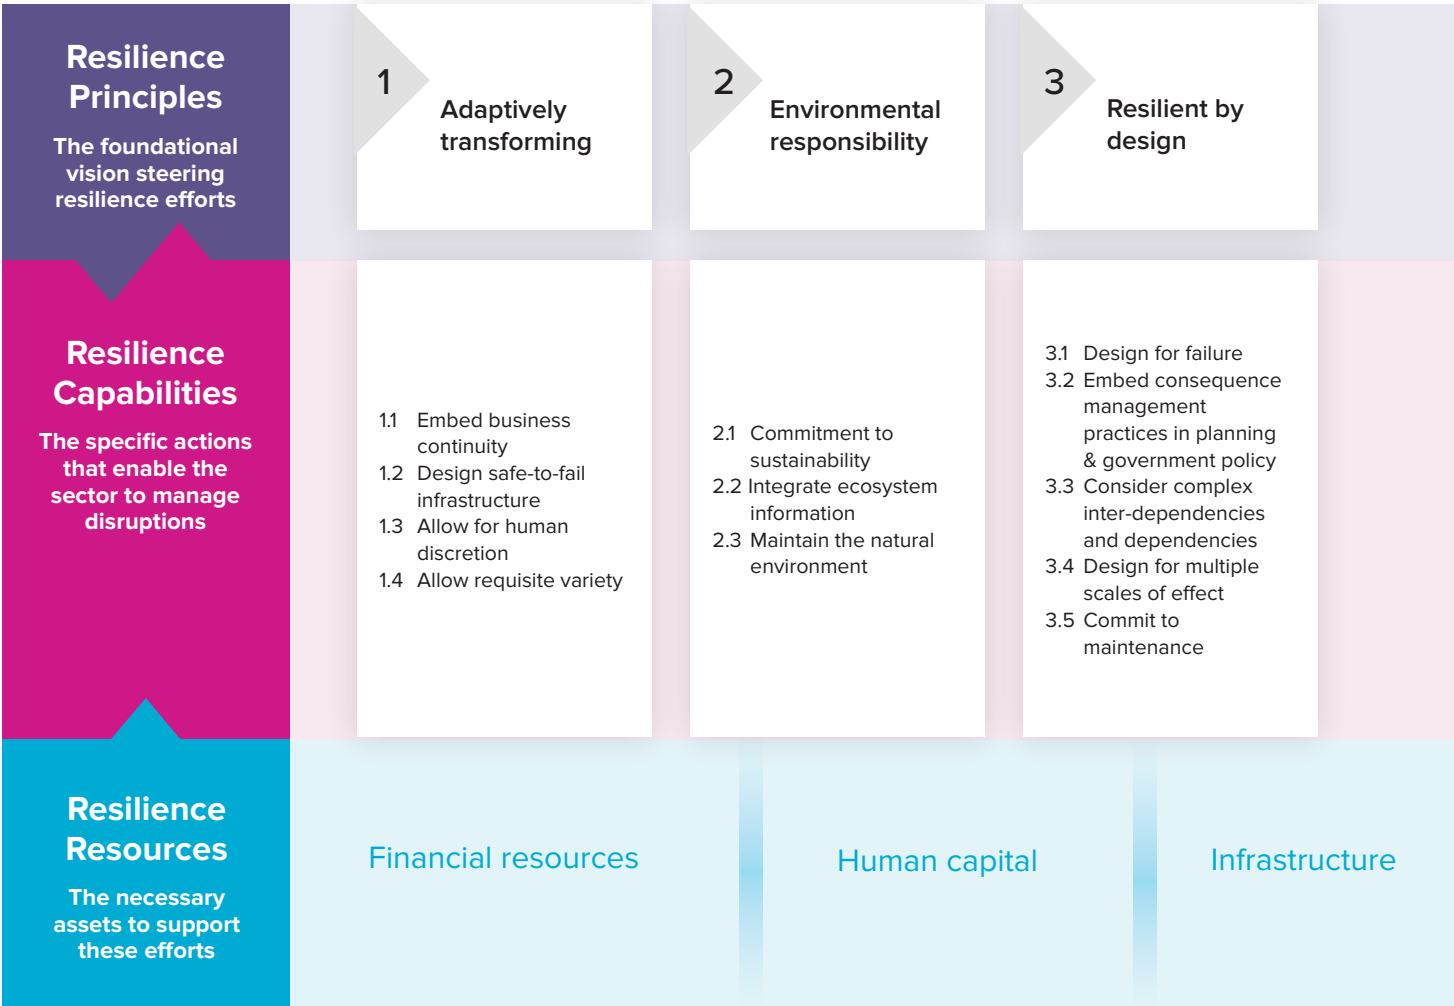 Resilience
Principles
The foundational
vision steering
resilience efforts
1
Adaptively
transforming
2
Environmental
responsibility
3
Resilient by
design
Resilience
Capabilities
The specific actions
that enable the
sector to manage
disruptions
1.1 Embed business
continuity
1.2 Design safe-to-fail
infrastructure
1.3 Allow for human
discretion
1.4 Allow requisite variety
2.1 Commitment to
sustainability
2.2 Integrate ecosystem
information
2.3 Maintain the natural
environment
3.1 Design for failure
3.2 Embed consequence
management
practices in planning
& government policy
3.3 Consider complex
inter-dependencies
and dependencies
3.4 Design for multiple
scales of effect
3.5 Commit to
maintenance
Resilience
Resources
The necessary
assets to support
these efforts
Financial resources
Human capital
Infrastructure